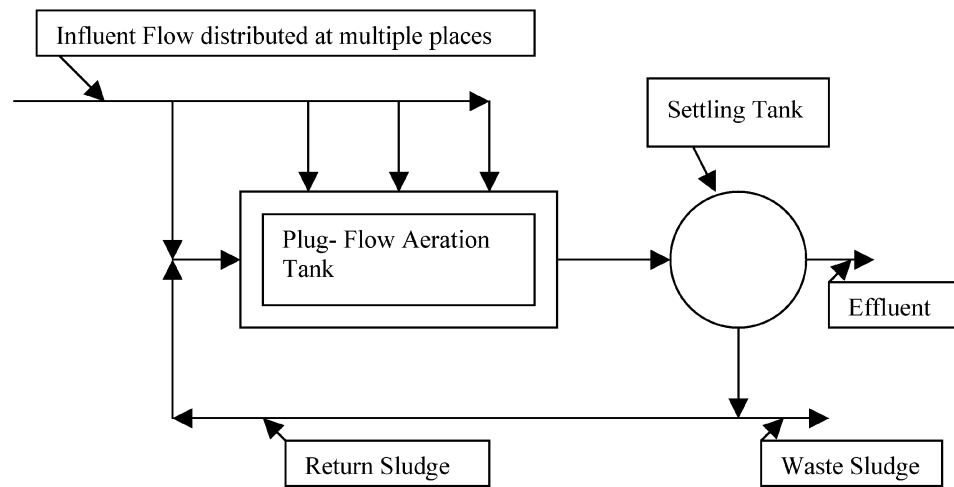 Influent Flow distributed at multiple places
Settling Tank
Plug- Flow Aeration
Tank
Effluent
Return Sludge
Waste Sludge